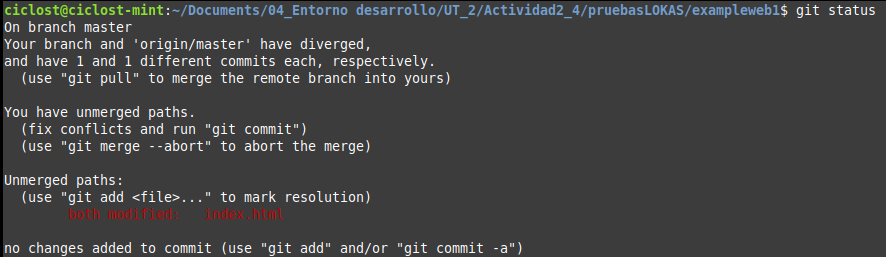 ciclost@ciclost-mint:~/Documents/04_Entorno desarrollo/UT_2/Actividad2_4/pruebasLOKAS/exampleweb1$ git status
On branch master
Your branch and 'origin/master' have diverged,
and have 1 and 1 different commits each, respectively.
  (use "git pull" to merge the remote branch into yours)

You have unmerged paths.
  (fix conflicts and run "git commit")
  (use "git merge --abort" to abort the merge)

Unmerged paths:
  (use "git add <file>..." to mark resolution)
        both modified:   index.html

no changes added to commit (use "git add" and/or "git commit -a")